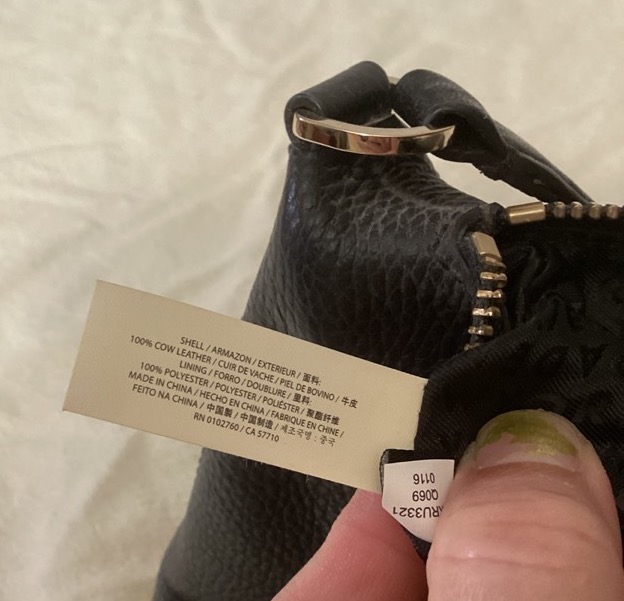 SHELL / ARMAZON / EXTERIEUR / 面料:
100% COW LEATHER / CUIR DE VACHE / PIEL DE BOVINO / 牛皮
LINING / FORRO / DOUBLURE / 里料:
100% POLYESTER / POLYESTER / POLIÉSTER / 聚酯纤维
MADE IN CHINA / HECHO EN CHINA / FABRIQUE EN CHINE /
FEITO NA CHINA / 中国製 / 中国制造 / 제조국명 : 중국
RN 0102760 / CA 57710
ARU3321
Q069
0116